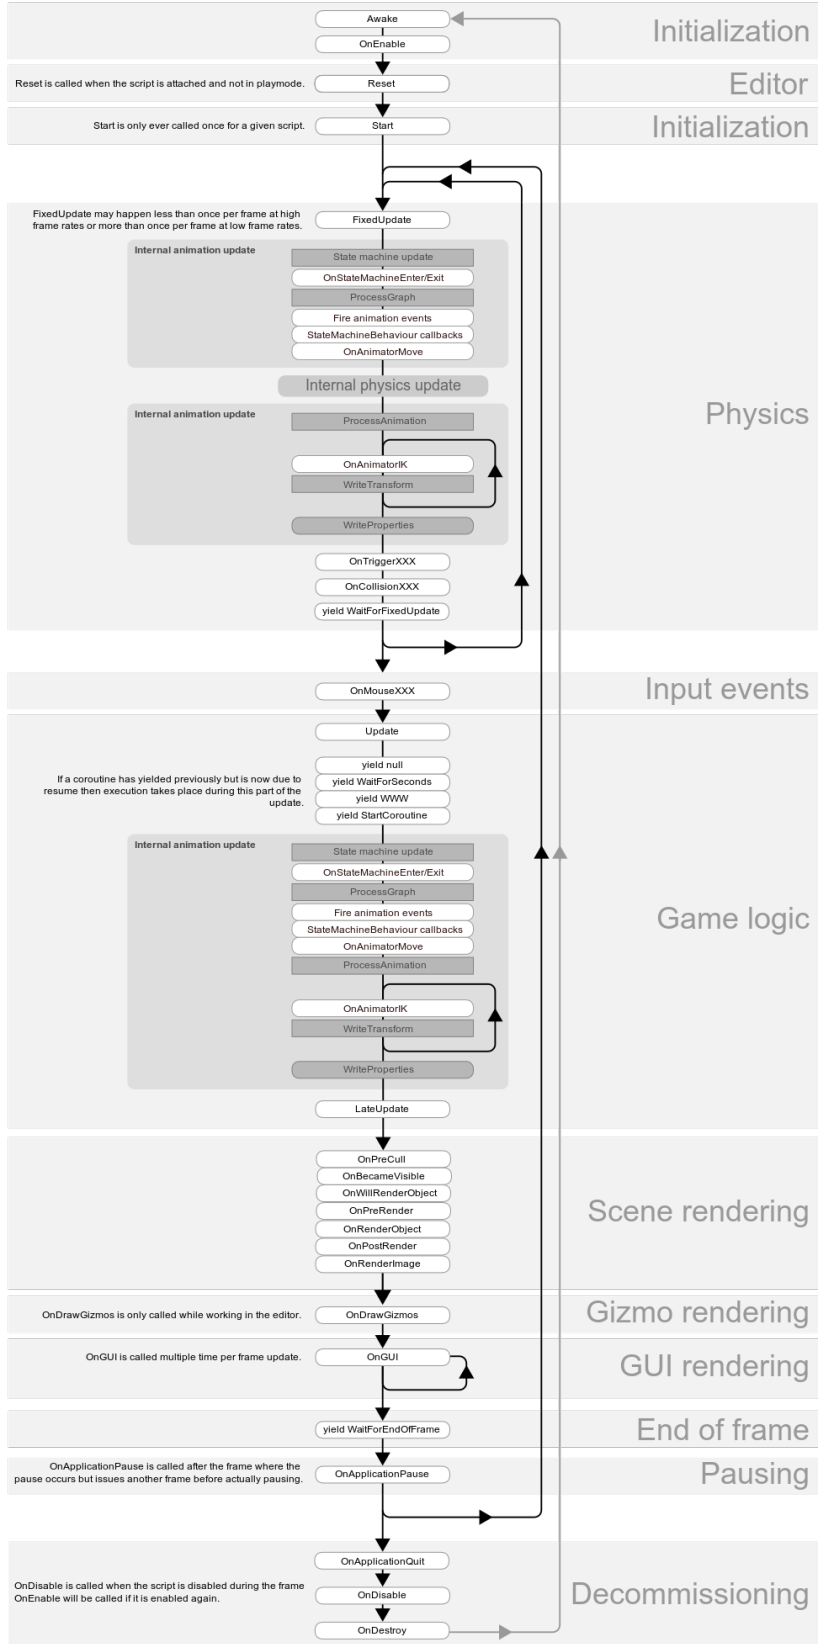 Awake
Initialization
OnEnable
Reset is called when the script is attached and not in playmode.
Reset
Editor
Start is only ever called once for a given script.
Start
Initialization
FixedUpdate may happen less than once per frame at high
frame rates or more than once per frame at low frame rates.
FixedUpdate
Internal animation update
State machine update
OnStateMachineEnter/Exit
ProcessGraph
Fire animation events
StateMachineBehaviour callbacks
OnAnimatorMove
Internal physics update
Physics
Internal animation update
ProcessAnimation
OnAnimatorIK
WriteTransform
WriteProperties
OnTriggerXXX
OnCollisionXXX
yield WaitForFixedUpdate
OnMouseXXX
Input events
Update
yield null
If a coroutine has yielded previously but is now due to
resume then execution takes place during this part of the
update.
yield WaitForSeconds
yield WWW
yield StartCoroutine
Internal animation update
State machine update
OnStateMachineEnter/Exit
ProcessGraph
Fire animation events
Game logic
StateMachineBehaviour callbacks
OnAnimatorMove
ProcessAnimation
OnAnimatorIK
WriteTransform
WriteProperties
LateUpdate
OnPreCull
OnBecameVisible
OnWillRenderObject
OnPreRender
Scene rendering
OnRenderObject
OnPostRender
OnRenderImage
OnDrawGizmos is only called while working in the editor.
OnDrawGizmos
Gizmo rendering
OnGUI is called multiple time per frame update.
OnGUI
GUI rendering
yield WaitForEndOfFrame
End of frame
OnApplicationPause is called after the frame where the
pause occurs but issues another frame before actually pausing.
OnApplicationPause
Pausing
OnApplicationQuit
OnDisable is called when the script is disabled during the frame
OnEnable will be called if it is enabled again.
OnDisable
Decommissioning
OnDestroy